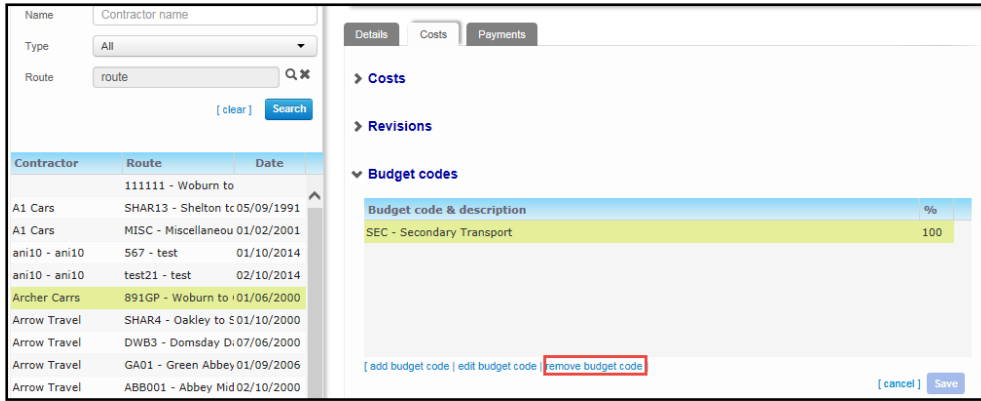 Name Contractor name
Type All
Route route
[ clear ] Search
Contractor Route Date
111111 - Woburn to
A1 Cars SHAR13 - Shelton tc 05/09/1991
A1 Cars MISC - Miscellaneou 01/02/2001
ani10 - ani10 567 - test 01/10/2014
ani10 - ani10 test21 - test 02/10/2014
Archer Carrs 891GP - Woburn to 01/06/2000
Arrow Travel SHAR4 - Oakley to S 01/10/2000
Arrow Travel DWB3 - Domsday Da 07/06/2000
Arrow Travel GA01 - Green Abbey 01/09/2006
Arrow Travel ABB001 - Abbey Mid 02/10/2000
Details Costs Payments
Costs
Revisions
Budget codes
Budget code & description %
SEC - Secondary Transport 100
[ add budget code | edit budget code | remove budget code ]
[ cancel ] Save